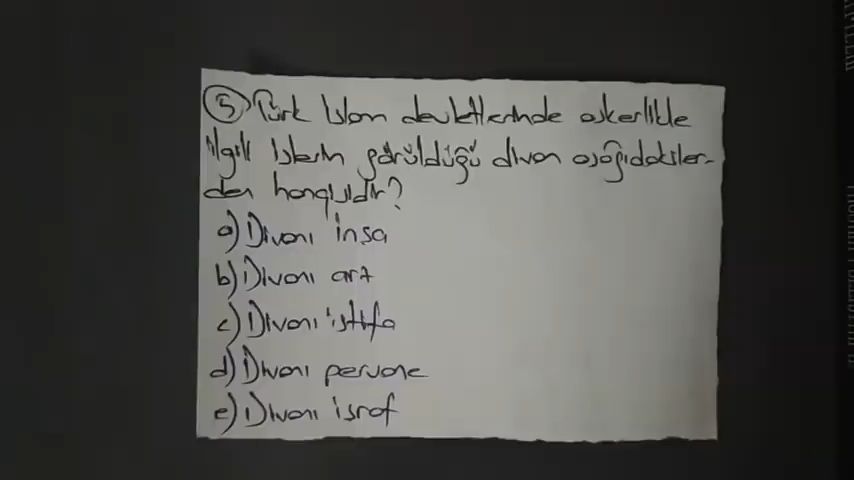 5 Türk İslam devletlerinde askerlikle
ilgili işlerin görüldüğü divan aşağıdakiler-
den hangisidir?
a) Divanı inşa
b) Divanı arz
c) Divanı istifa
d) Divanı pervane
e) Divanı israf